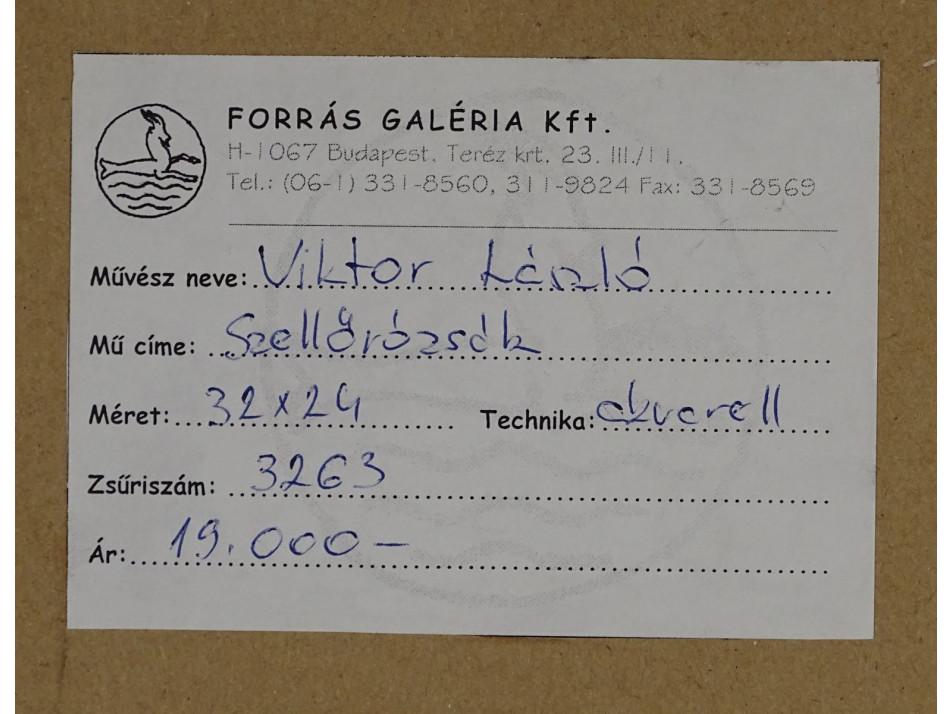 FORRÁS GALÉRIA Kft.
H-1067 Budapest, Teréz krt. 23. III./11.
Tel.: (06-1) 331-8560, 311-9824 Fax: 331-8569
Művész neve: Viktor László
Mű címe: Szellőrózsák
Méret: 32x24 Technika: akvarell
Zsűriszám: 3263
Ár: 19.000 –